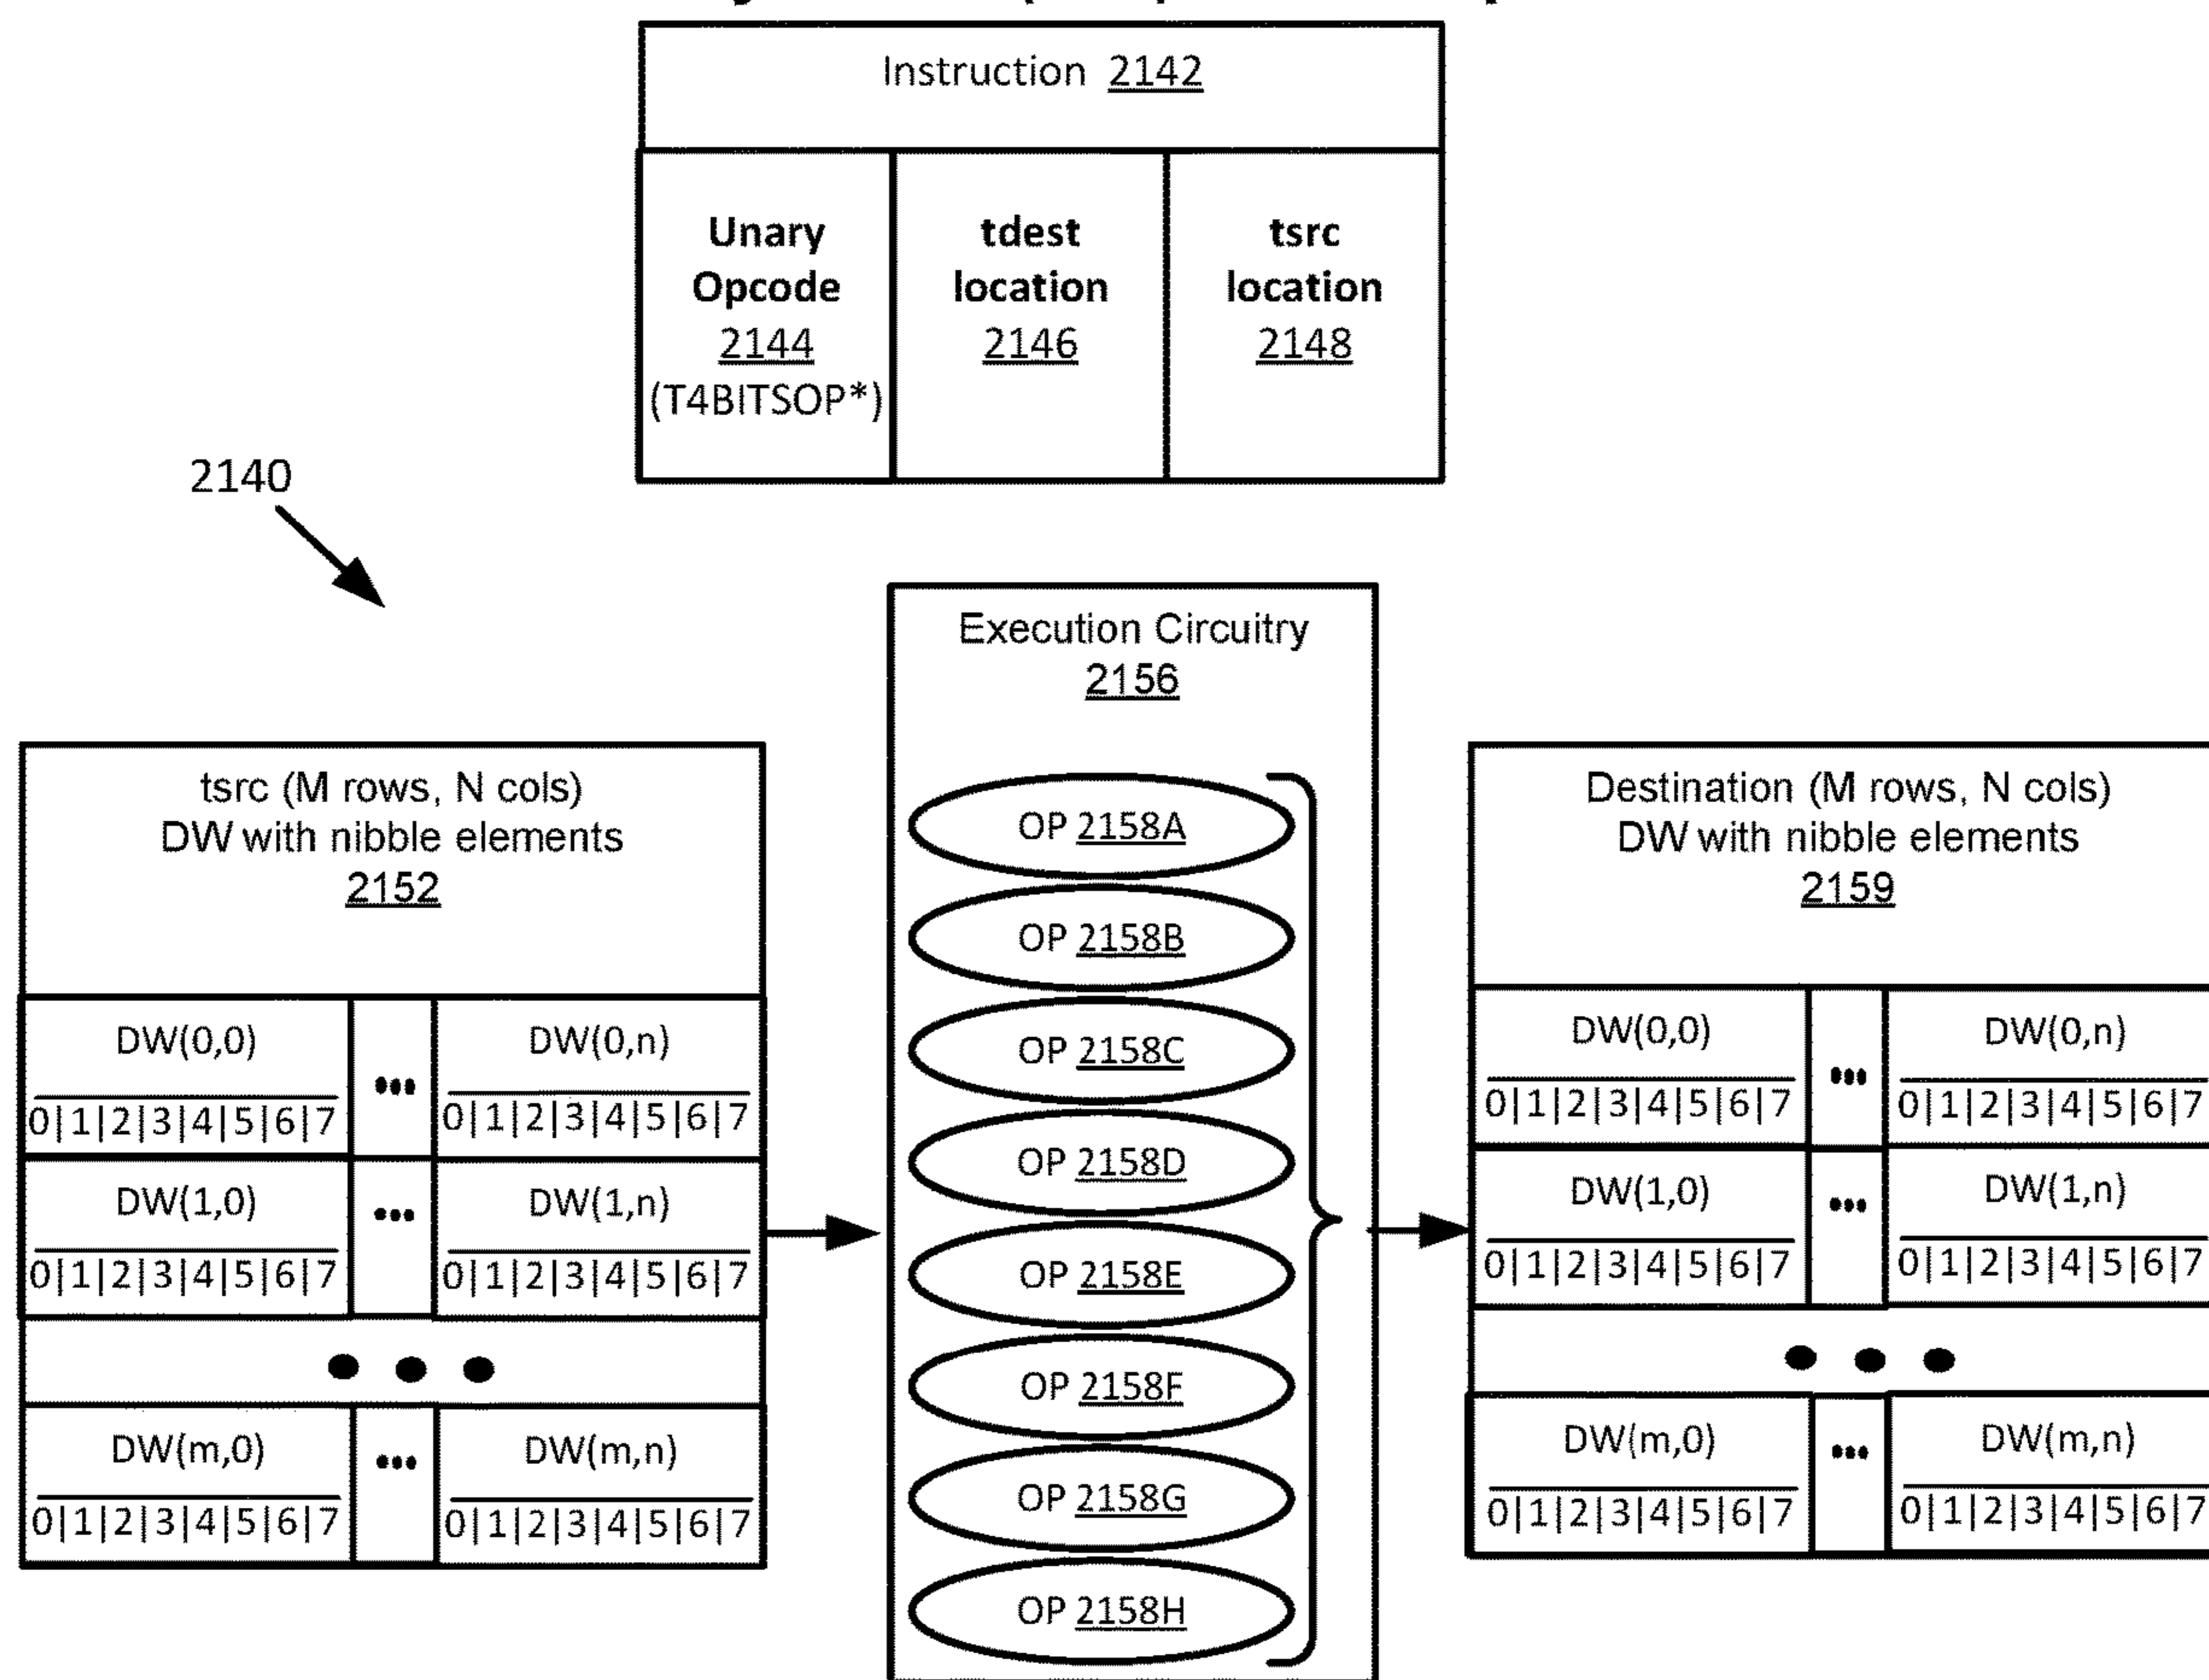 Instruction 2142
Unary
Opcode
2144
(T4BITSOP*)
tdest
location
2146
tsrc
location
2148
2140
tsrc (M rows, N cols)
DW with nibble elements
2152
DW(0,0)
0|1|2|3|4|5|6|7
...
DW(0,n)
0|1|2|3|4|5|6|7
DW(1,0)
0|1|2|3|4|5|6|7
...
DW(1,n)
0|1|2|3|4|5|6|7
• • •
DW(m,0)
0|1|2|3|4|5|6|7
...
DW(m,n)
0|1|2|3|4|5|6|7
Execution Circuitry
2156
OP 2158A
OP 2158B
OP 2158C
OP 2158D
OP 2158E
OP 2158F
OP 2158G
OP 2158H
Destination (M rows, N cols)
DW with nibble elements
2159
DW(0,0)
0|1|2|3|4|5|6|7
...
DW(0,n)
0|1|2|3|4|5|6|7
DW(1,0)
0|1|2|3|4|5|6|7
...
DW(1,n)
0|1|2|3|4|5|6|7
• • •
DW(m,0)
0|1|2|3|4|5|6|7
...
DW(m,n)
0|1|2|3|4|5|6|7